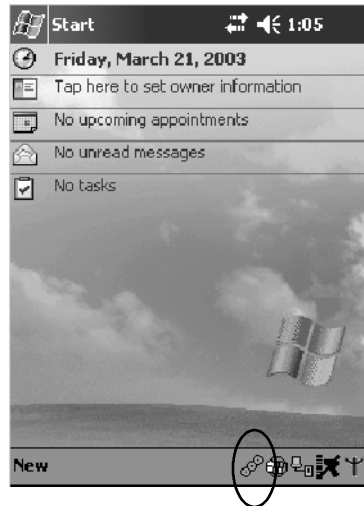 Start 1:05
Friday, March 21, 2003
Tap here to set owner information
No upcoming appointments
No unread messages
No tasks
New